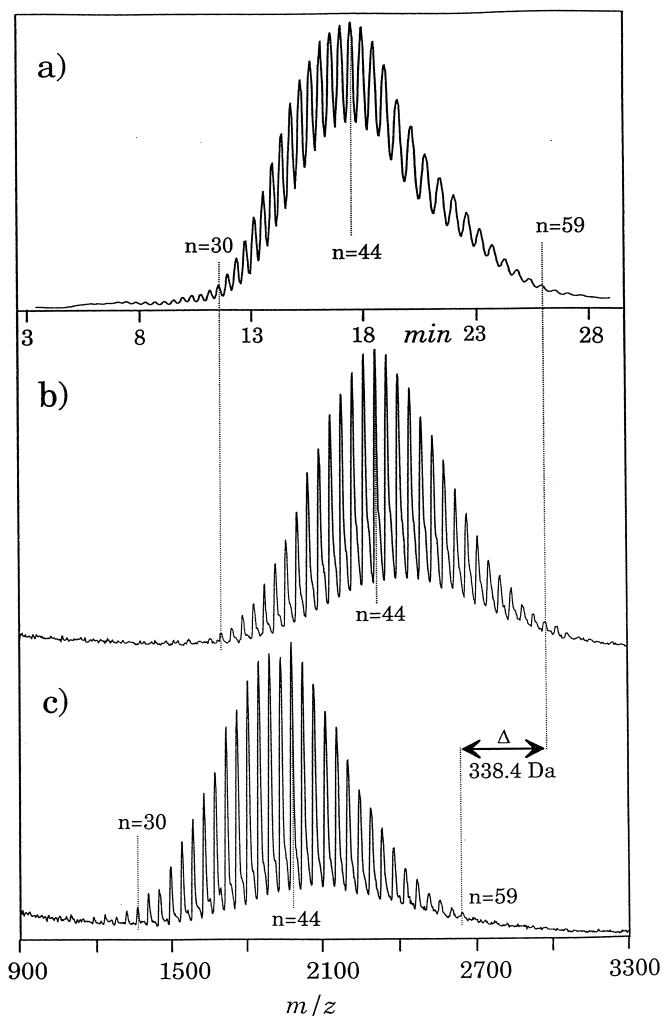 a)
n=30
n=44
n=59
3 8 13 18 min 23 28
b)
n=44
c)
Δ
338.4 Da
n=30
n=44
n=59
900 1500 2100 2700 3300
m/z